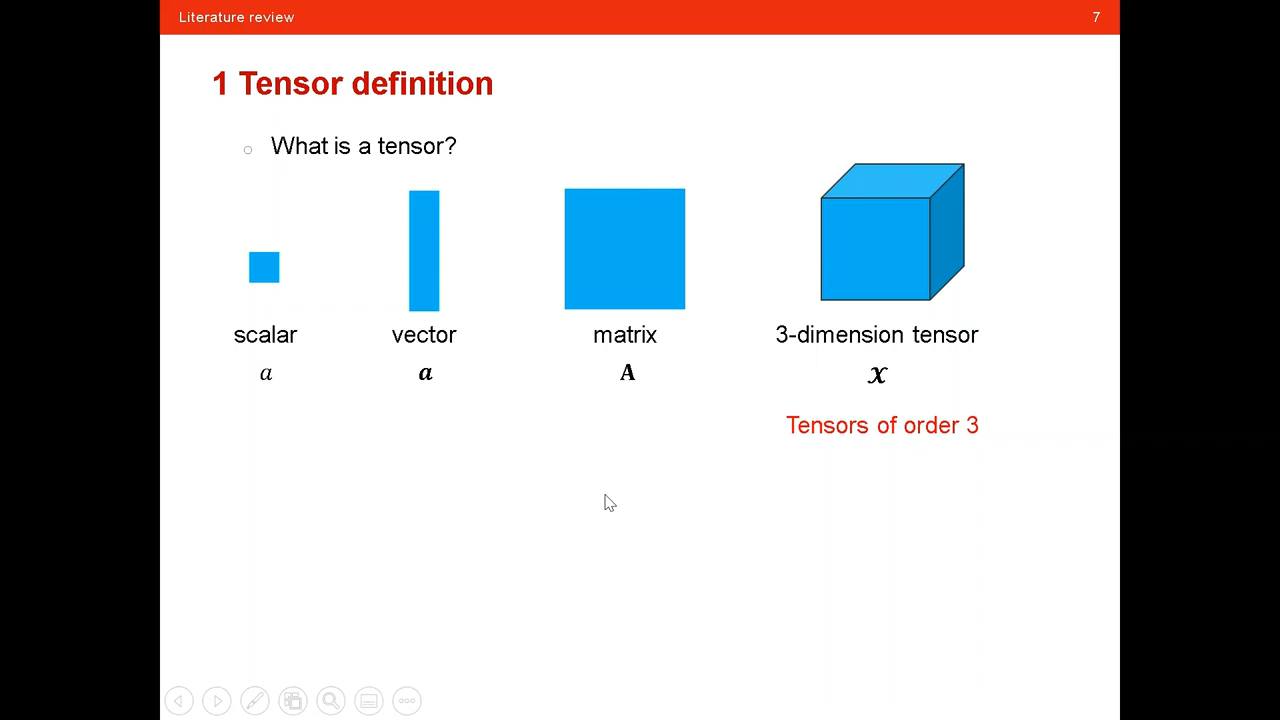 Literature review 7
1 Tensor definition
What is a tensor?
scalar vector matrix 3-dimension tensor
a a A 𝓧
Tensors of order 3